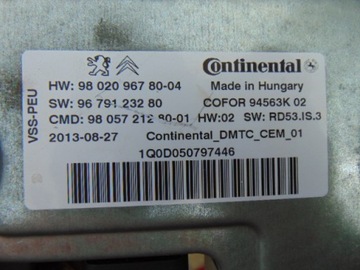 Continental
HW: 98 020 967 80-04 Made in Hungary
SW: 96 791 232 80 COFOR 94563K 02
CMD: 98 057 212 80-01 HW:02 SW: RD53.IS.3
2013-08-27 Continental_DMTC_CEM_01
1Q0D050797446
VSS-PEU